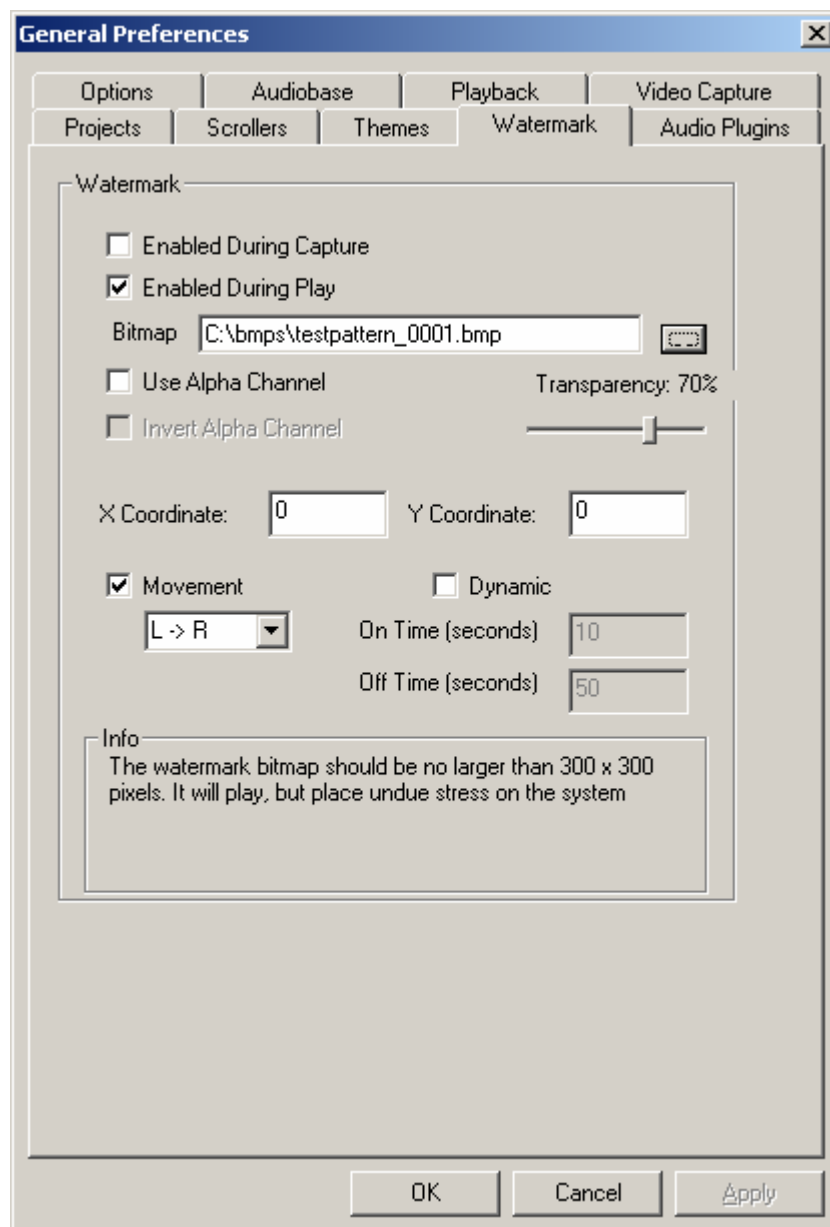 General Preferences
Options Audiobase Playback Video Capture
Projects Scrollers Themes Watermark Audio Plugins
Watermark
Enabled During Capture
Enabled During Play
Bitmap C:\bmps\testpattern_0001.bmp
Use Alpha Channel Transparency: 70%
Invert Alpha Channel
X Coordinate: 0 Y Coordinate: 0
Movement Dynamic
L -> R On Time (seconds) 10
Off Time (seconds) 50
Info
The watermark bitmap should be no larger than 300 x 300
pixels. It will play, but place undue stress on the system
OK Cancel Apply